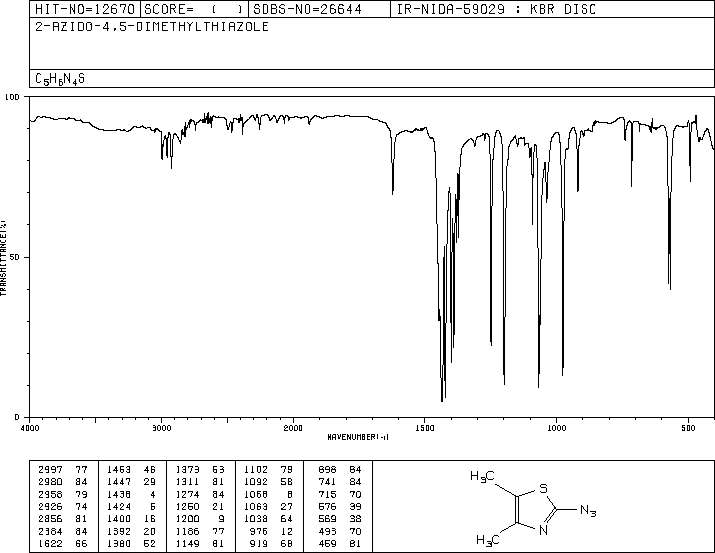 HIT-NO=12670 SCORE= ( ) SDBS-NO=26644 IR-NIDA-59029 : KBR DISC
2-AZIDO-4,5-DIMETHYLTHIAZOLE
C5H6N4S
100
50
0
TRANSMITTANCE(%)
4000 3000 2000 1500 1000 500
WAVENUMBER(-1)
2997 77 1463 46 1373 53 1102 79 898 84
2980 84 1447 29 1311 81 1092 58 741 84
2958 79 1438 4 1274 84 1068 8 715 70
2926 74 1424 5 1250 21 1063 27 576 39
2856 81 1400 16 1200 9 1038 64 569 38
2384 84 1392 20 1186 77 976 12 493 70
1622 66 1380 52 1149 81 919 68 459 81
H3C
S
N3
N
H3C